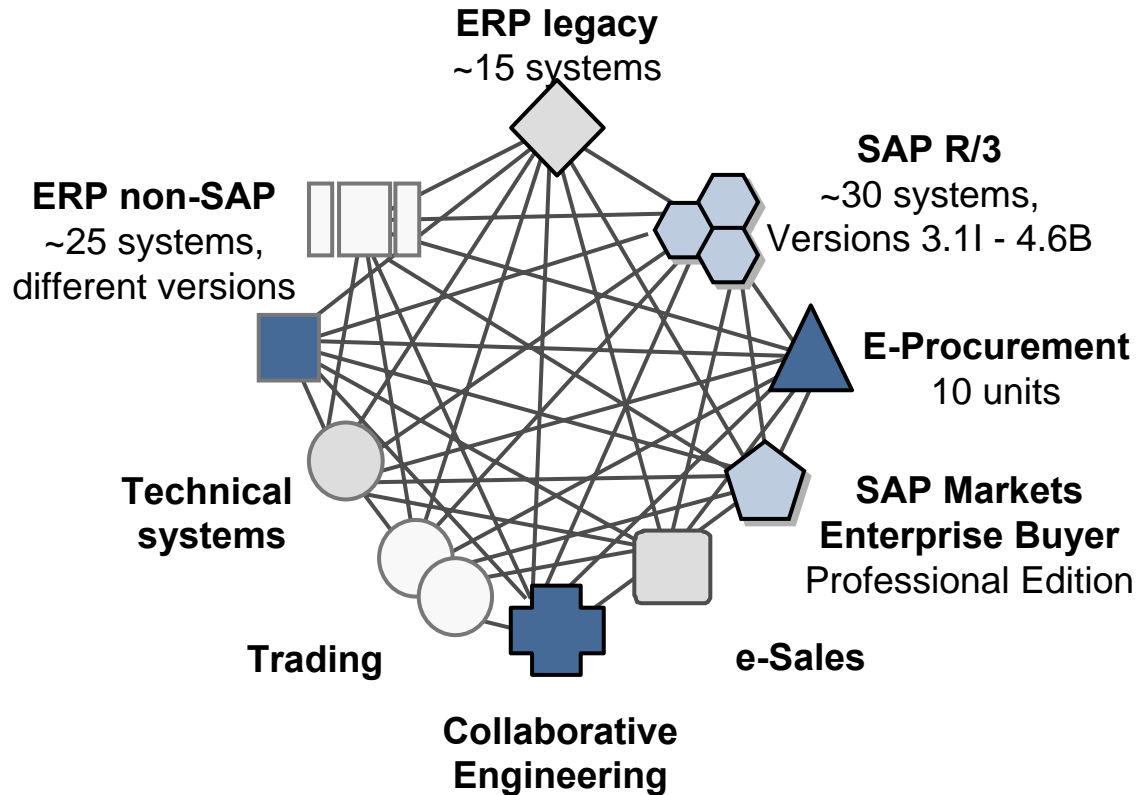 ERP legacy
~15 systems
SAP R/3
~30 systems,
Versions 3.1I - 4.6B
ERP non-SAP
~25 systems,
different versions
E-Procurement
10 units
Technical
systems
SAP Markets
Enterprise Buyer
Professional Edition
Trading
e-Sales
Collaborative
Engineering